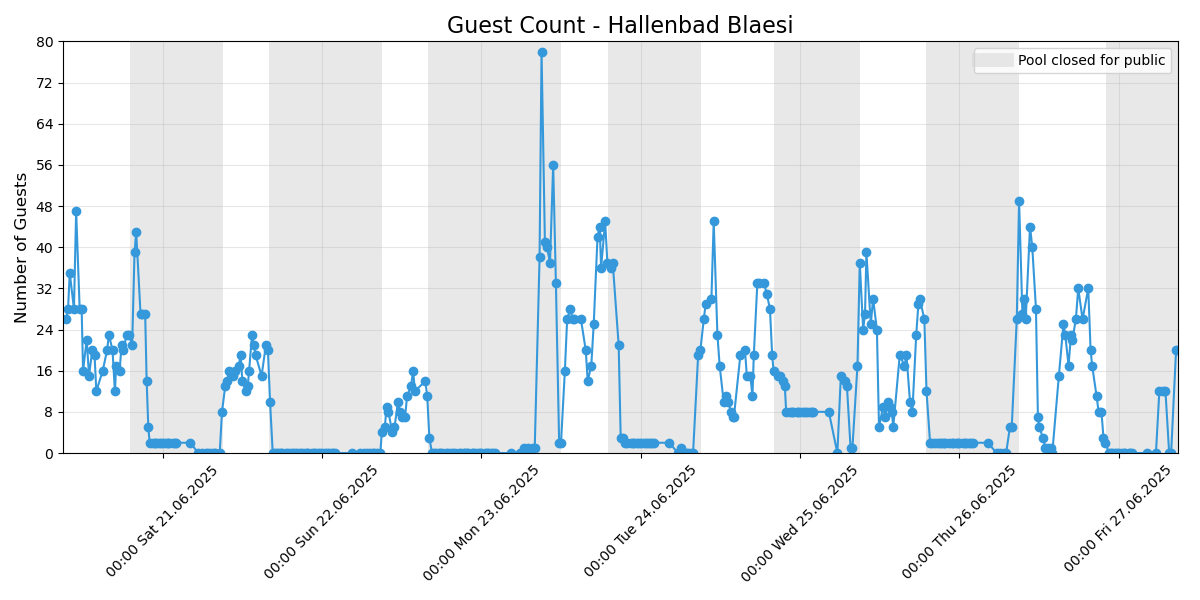 Guest Count - Hallenbad Blaesi
Pool closed for public
Number of Guests
80
72
64
56
48
40
32
24
16
8
0
00:00 Sat 21.06.2025
00:00 Sun 22.06.2025
00:00 Mon 23.06.2025
00:00 Tue 24.06.2025
00:00 Wed 25.06.2025
00:00 Thu 26.06.2025
00:00 Fri 27.06.2025